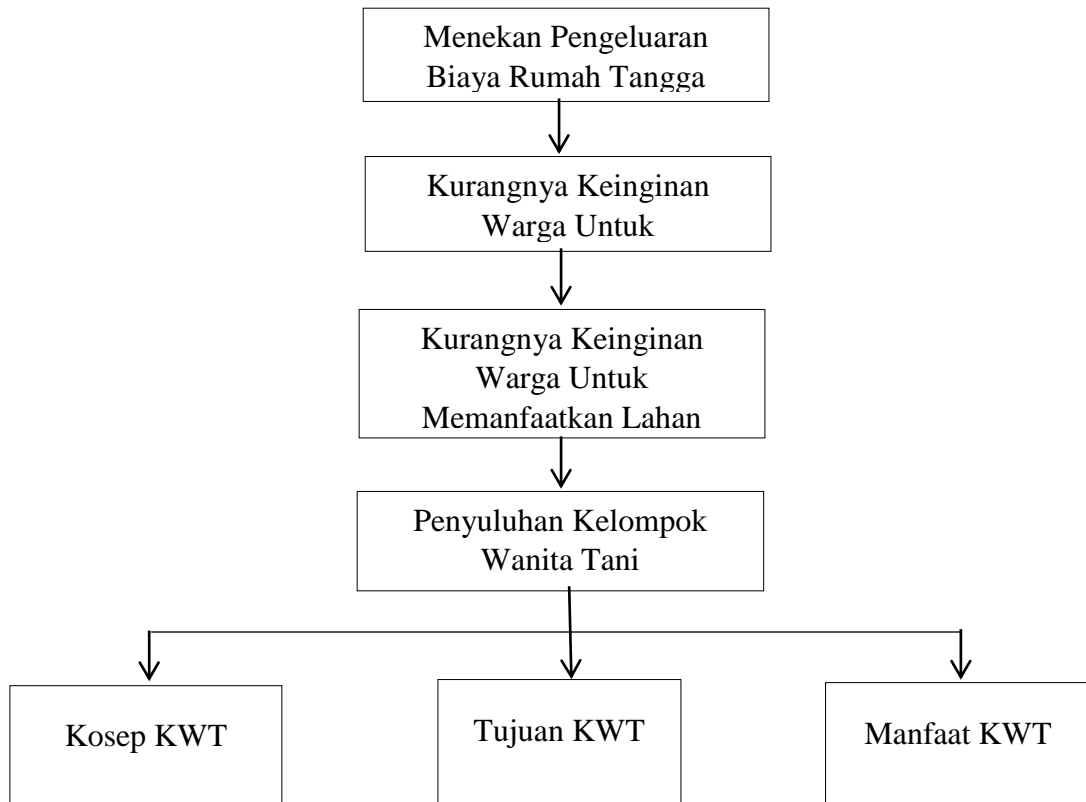 Menekan Pengeluaran
Biaya Rumah Tangga
Kurangnya Keinginan
Warga Untuk
Kurangnya Keinginan
Warga Untuk
Memanfaatkan Lahan
Penyuluhan Kelompok
Wanita Tani
Kosep KWT
Tujuan KWT
Manfaat KWT